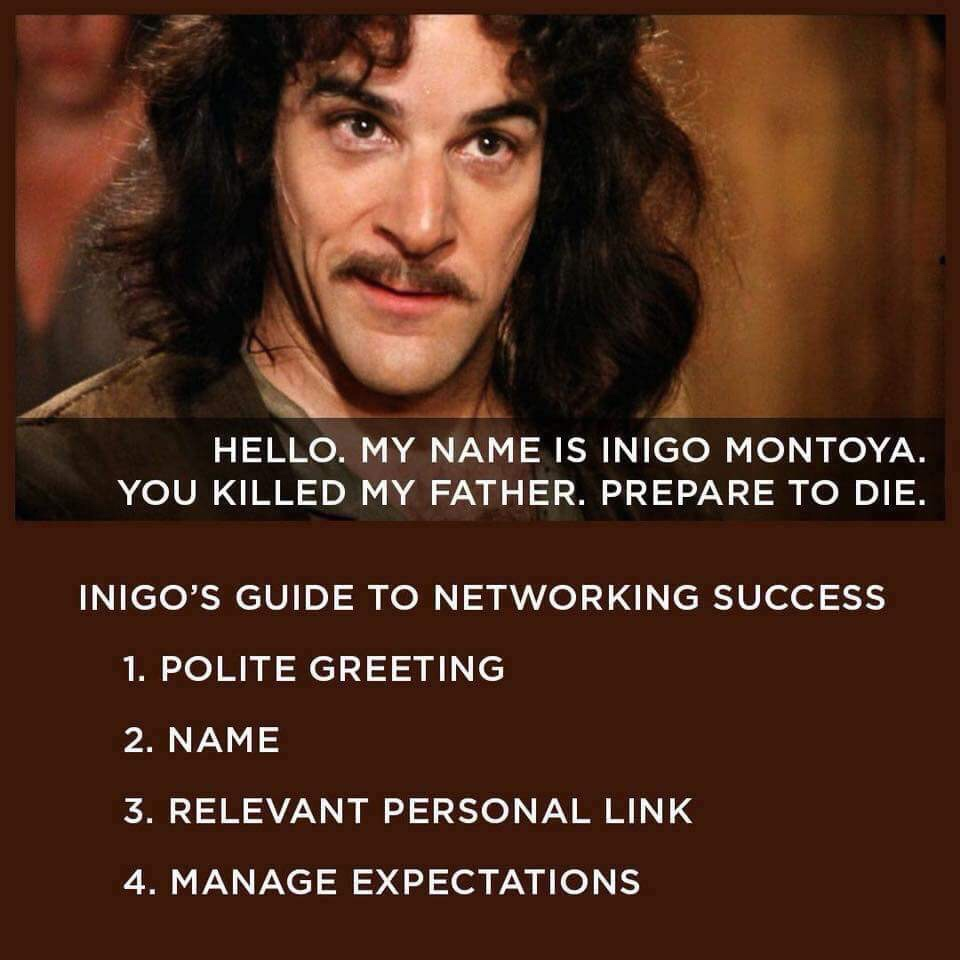 HELLO. MY NAME IS INIGO MONTOYA.
YOU KILLED MY FATHER. PREPARE TO DIE.
INIGO'S GUIDE TO NETWORKING SUCCESS
1. POLITE GREETING
2. NAME
3. RELEVANT PERSONAL LINK
4. MANAGE EXPECTATIONS